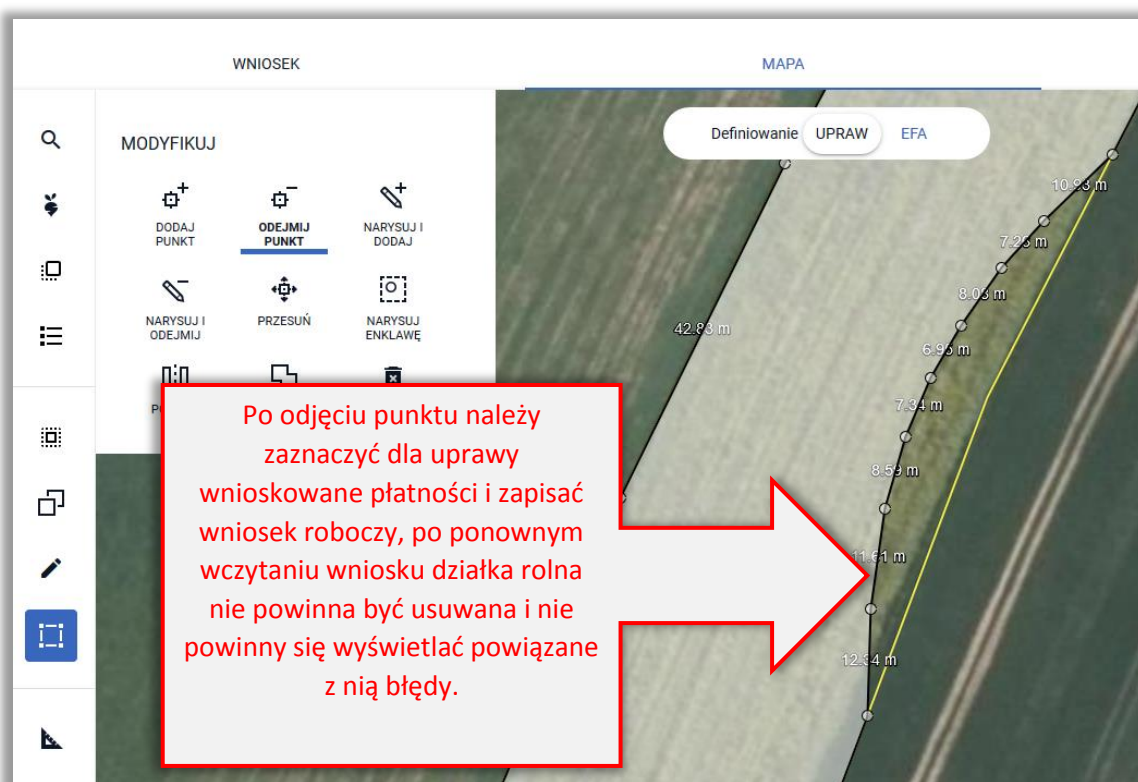 WNIOSEK
MAPA
MODYFIKUJ
DODAJ
PUNKT
ODEJMIJ
PUNKT
NARYSUJ I
DODAJ
NARYSUJ I
ODEJMIJ
PRZESUŃ
NARYSUJ
ENKLAWĘ
Definiowanie UPRAW EFA
10.93 m
7.26 m
8.03 m
6.95 m
7.34 m
8.59 m
11.61 m
12.34 m
42.83 m
Po odjęciu punktu należy
zaznaczyć dla uprawy
wnioskowane płatności i zapisać
wniosek roboczy, po ponownym
wczytaniu wniosku działka rolna
nie powinna być usuwana i nie
powinny się wyświetlać powiązane
z nią błędy.